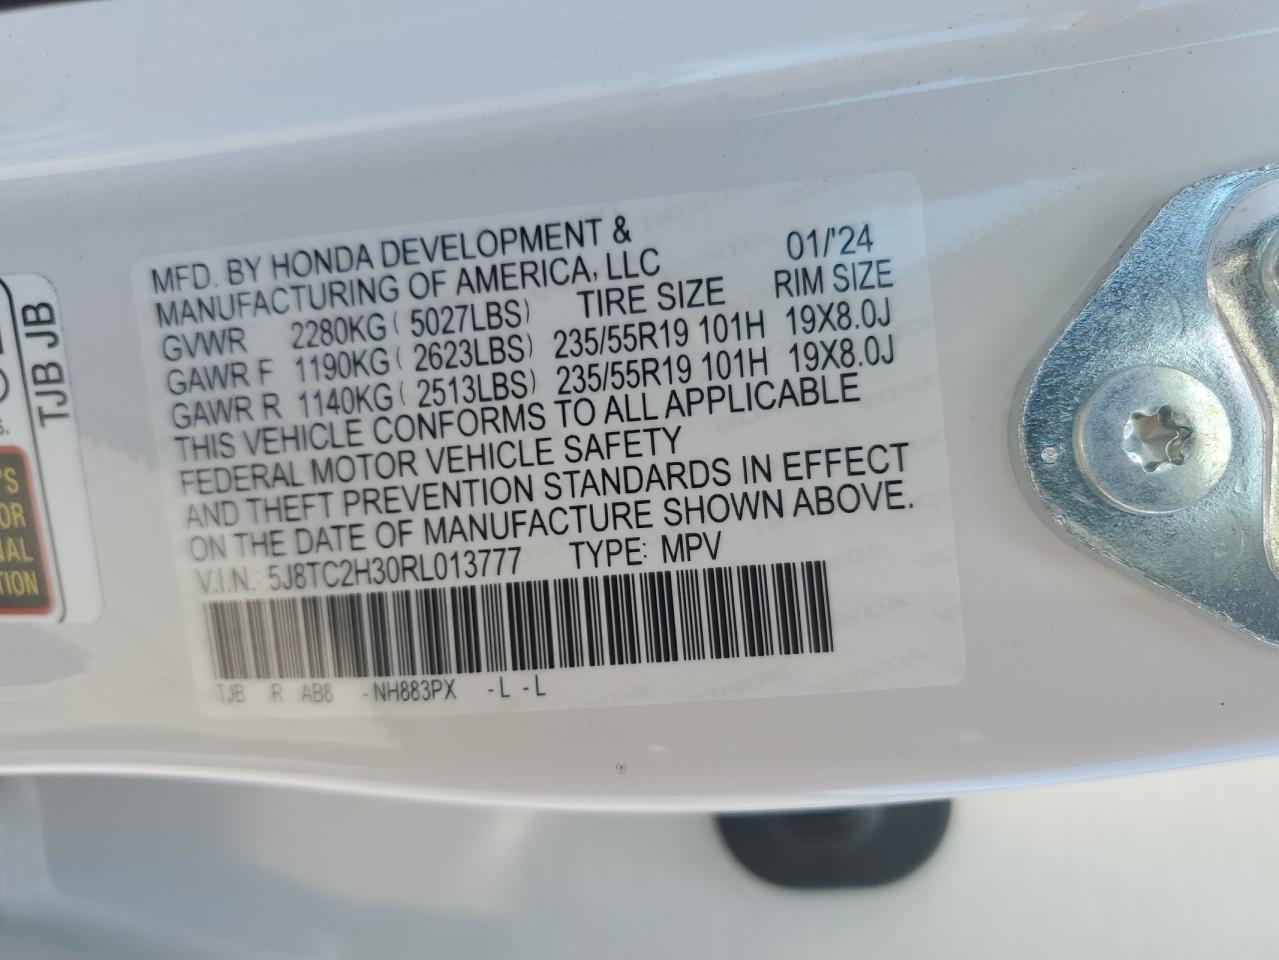 MFD. BY HONDA DEVELOPMENT & 01/'24
MANUFACTURING OF AMERICA, LLC
TIRE SIZE RIM SIZE
GVWR 2280KG ( 5027LBS)
GAWR F 1190KG ( 2623LBS) 235/55R19 101H 19X8.0J
GAWR R 1140KG ( 2513LBS) 235/55R19 101H 19X8.0J
THIS VEHICLE CONFORMS TO ALL APPLICABLE
FEDERAL MOTOR VEHICLE SAFETY
AND THEFT PREVENTION STANDARDS IN EFFECT
ON THE DATE OF MANUFACTURE SHOWN ABOVE.
V.I.N.: 5J8TC2H30RL013777 TYPE: MPV
TJB R AB8 -NH883PX -L -L
TJB JB